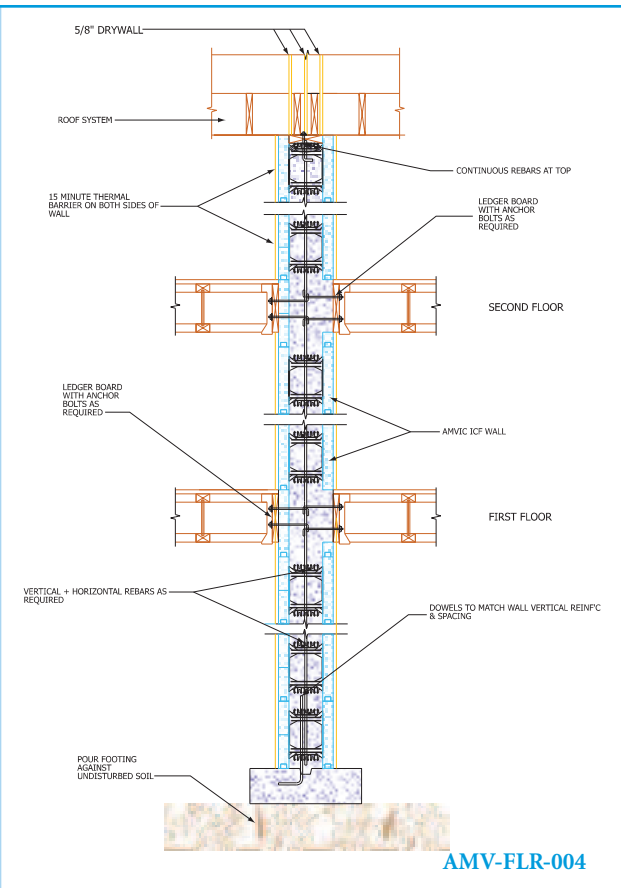 5/8" DRYWALL
ROOF SYSTEM
CONTINUOUS REBARS AT TOP
15 MINUTE THERMAL
BARRIER ON BOTH SIDES OF
WALL
LEDGER BOARD
WITH ANCHOR
BOLTS AS
REQUIRED
SECOND FLOOR
LEDGER BOARD
WITH ANCHOR
BOLTS AS
REQUIRED
AMVIC ICF WALL
FIRST FLOOR
VERTICAL + HORIZONTAL REBARS AS
REQUIRED
DOWELS TO MATCH WALL VERTICAL REINF'C
& SPACING
POUR FOOTING
AGAINST
UNDISTURBED SOIL
AMV-FLR-004